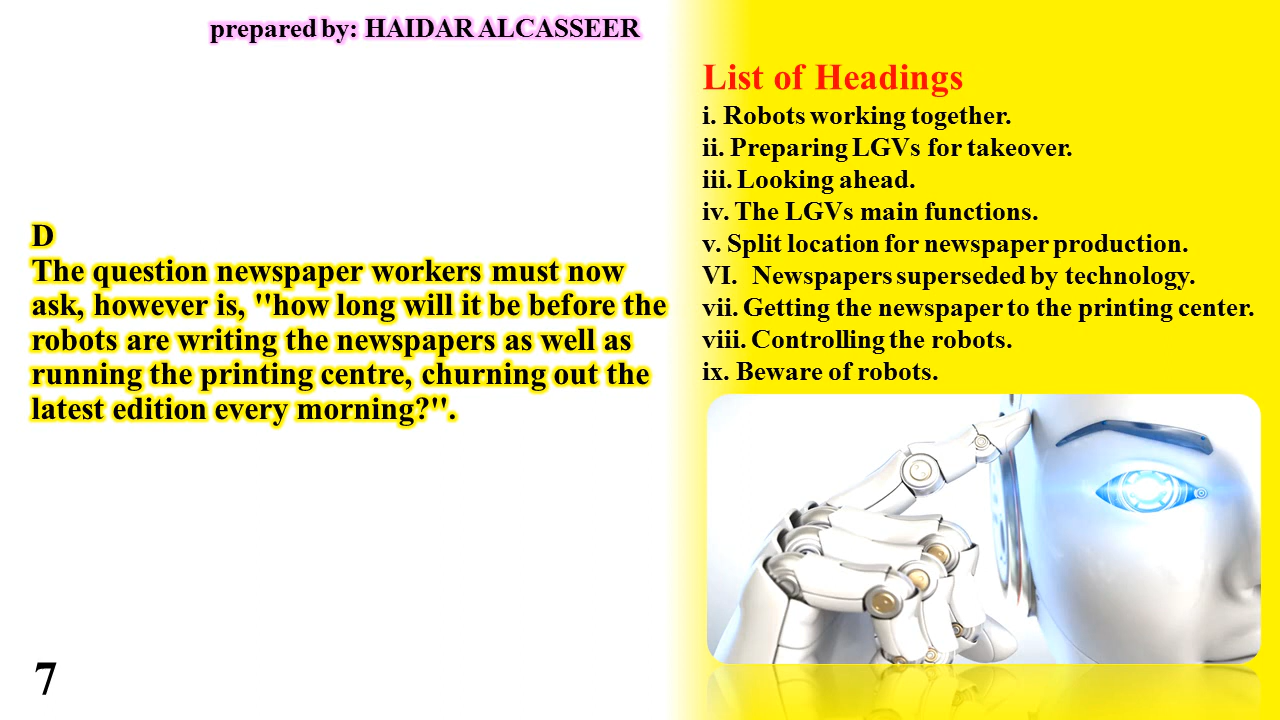 prepared by: HAIDAR ALCASSEER
D
The question newspaper workers must now
ask, however is, "how long will it be before the
robots are writing the newspapers as well as
running the printing centre, churning out the
latest edition every morning?".
7
List of Headings
i. Robots working together.
ii. Preparing LGVs for takeover.
iii. Looking ahead.
iv. The LGVs main functions.
v. Split location for newspaper production.
VI. Newspapers superseded by technology.
vii. Getting the newspaper to the printing center.
viii. Controlling the robots.
ix. Beware of robots.